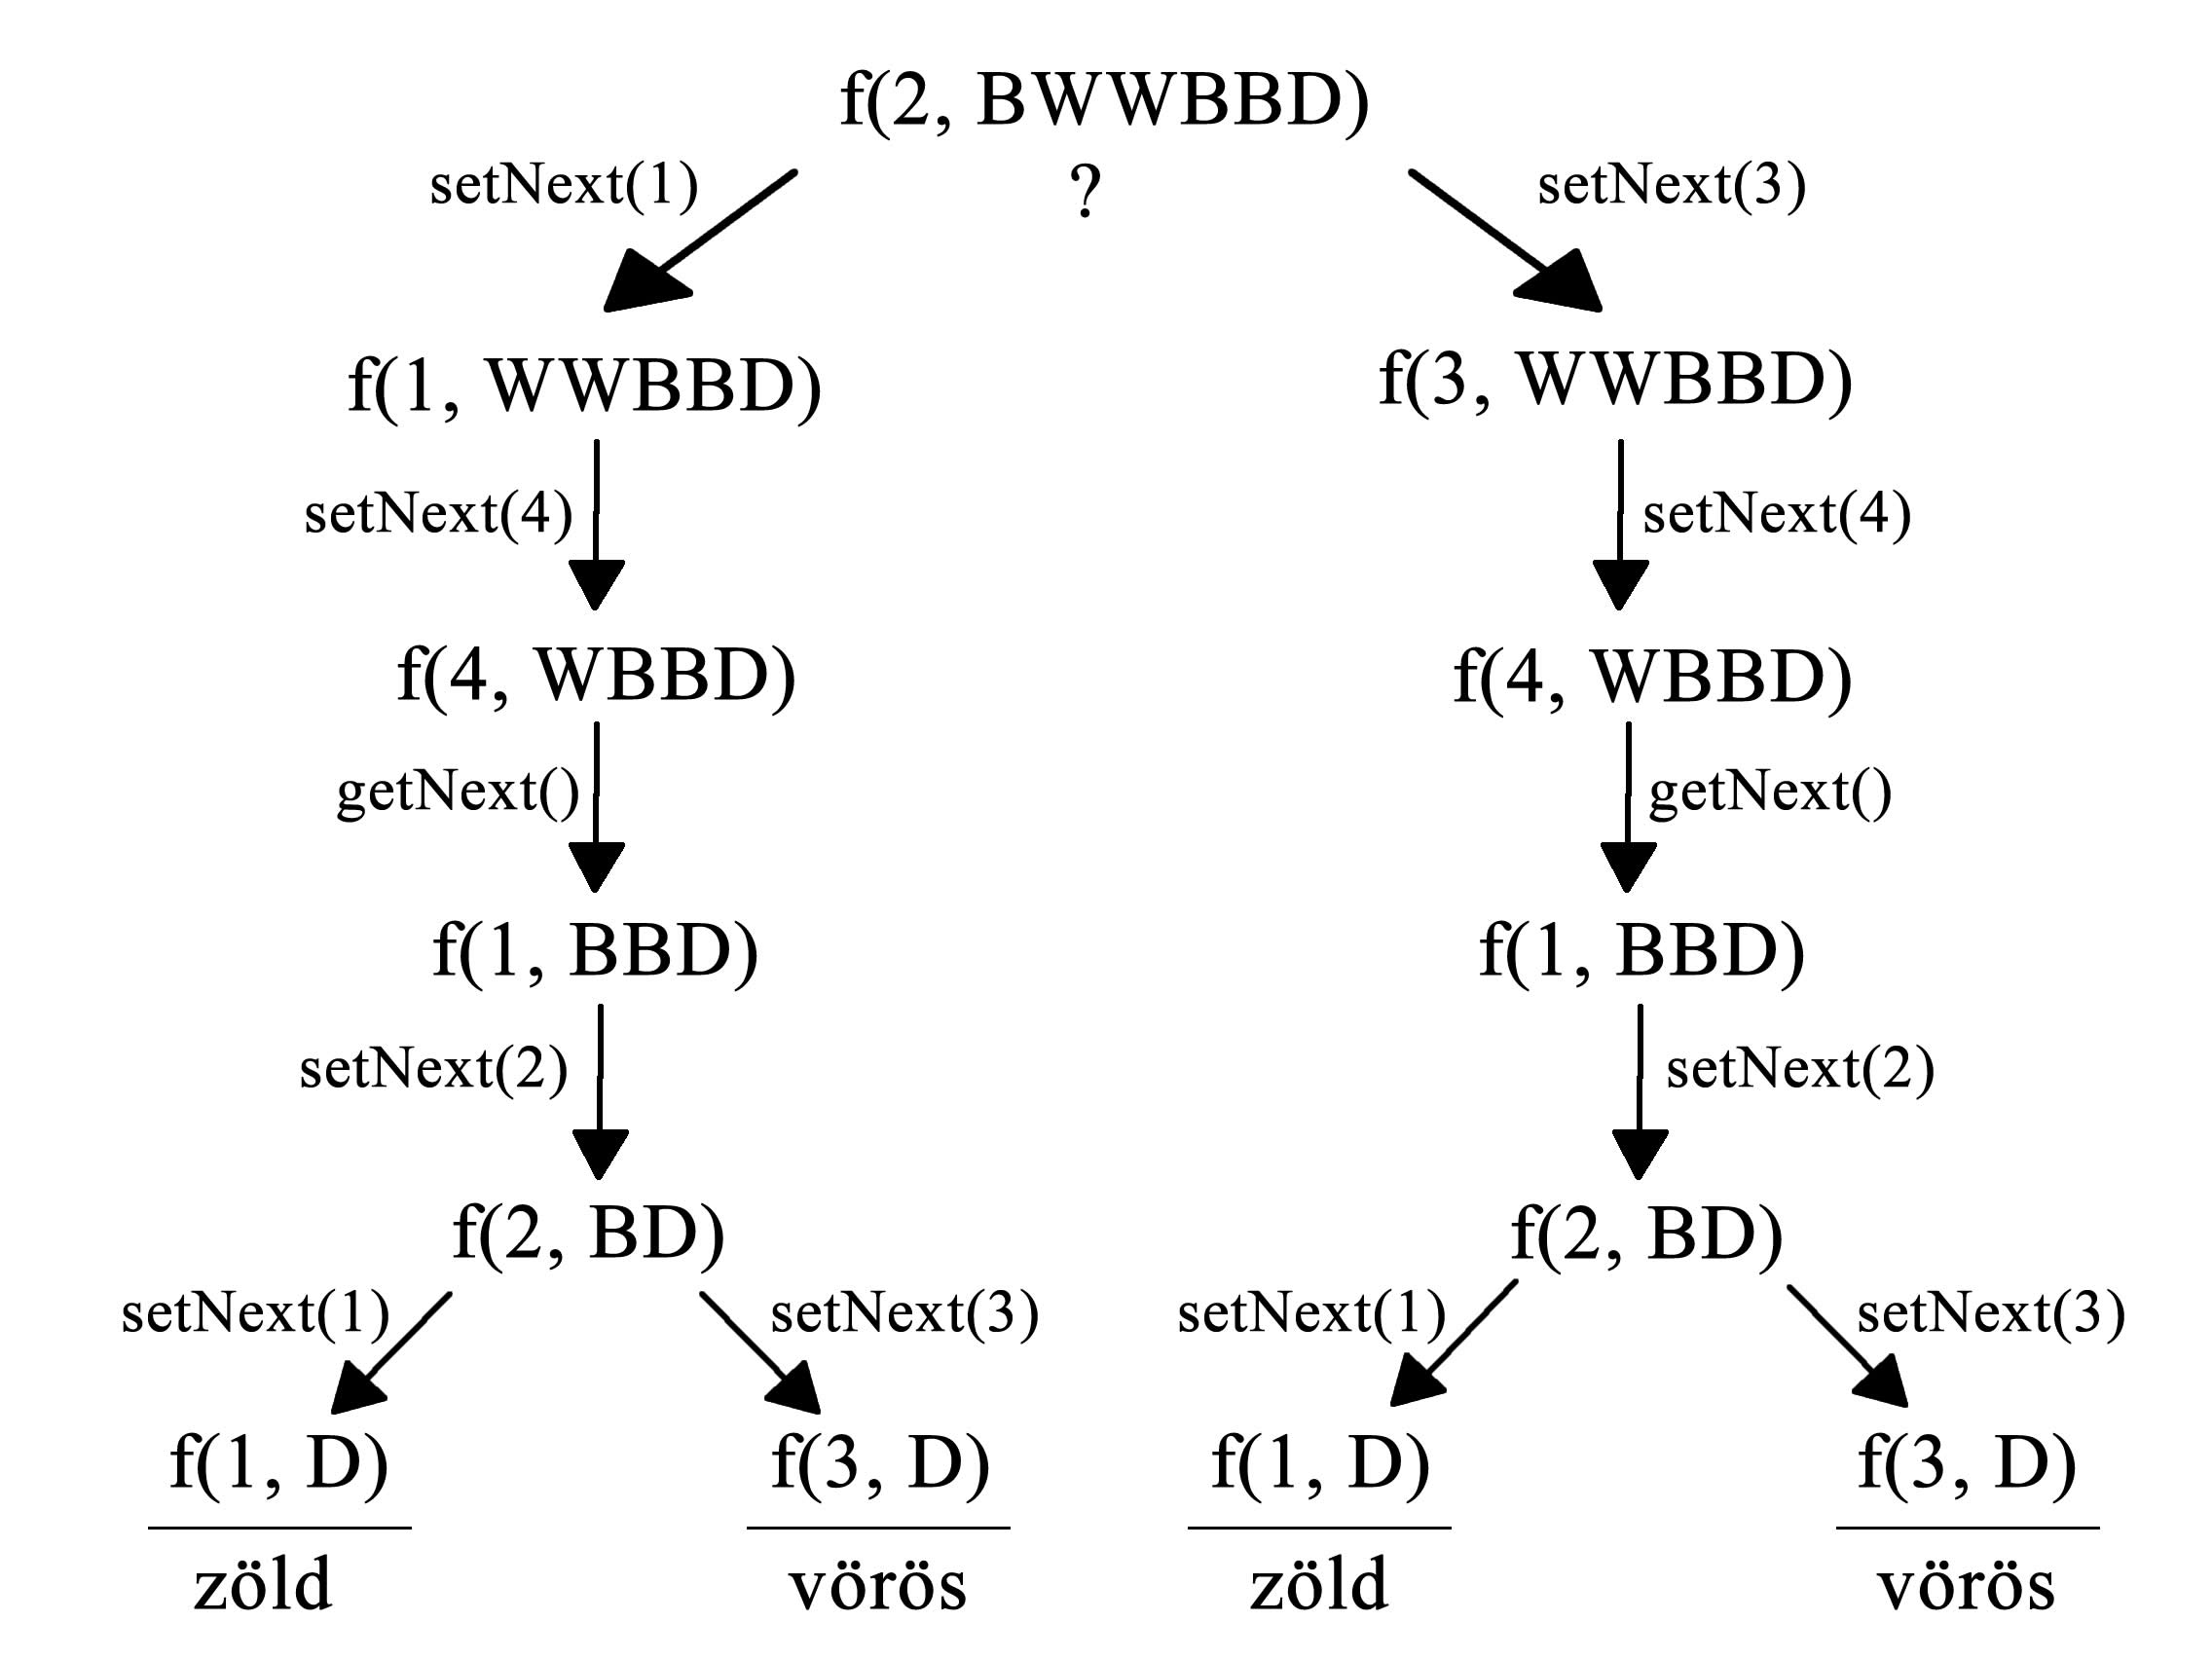 f(2, BWWBBD)
setNext(1) ? setNext(3)
f(1, WWBBD) f(3, WWBBD)
setNext(4) setNext(4)
f(4, WBBD) f(4, WBBD)
getNext() getNext()
f(1, BBD) f(1, BBD)
setNext(2) setNext(2)
f(2, BD) f(2, BD)
setNext(1) setNext(3) setNext(1) setNext(3)
f(1, D) f(3, D) f(1, D) f(3, D)
zöld vörös zöld vörös